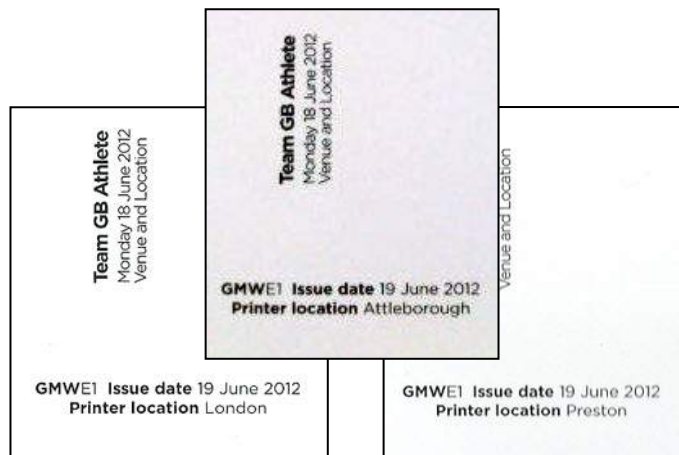 Team GB Athlete
Monday 18 June 2012
Venue and Location
GMWE1 Issue date 19 June 2012
Printer location London
Team GB Athlete
Monday 18 June 2012
Venue and Location
GMWE1 Issue date 19 June 2012
Printer location Attleborough
Venue and Location
GMWE1 Issue date 19 June 2012
Printer location Preston